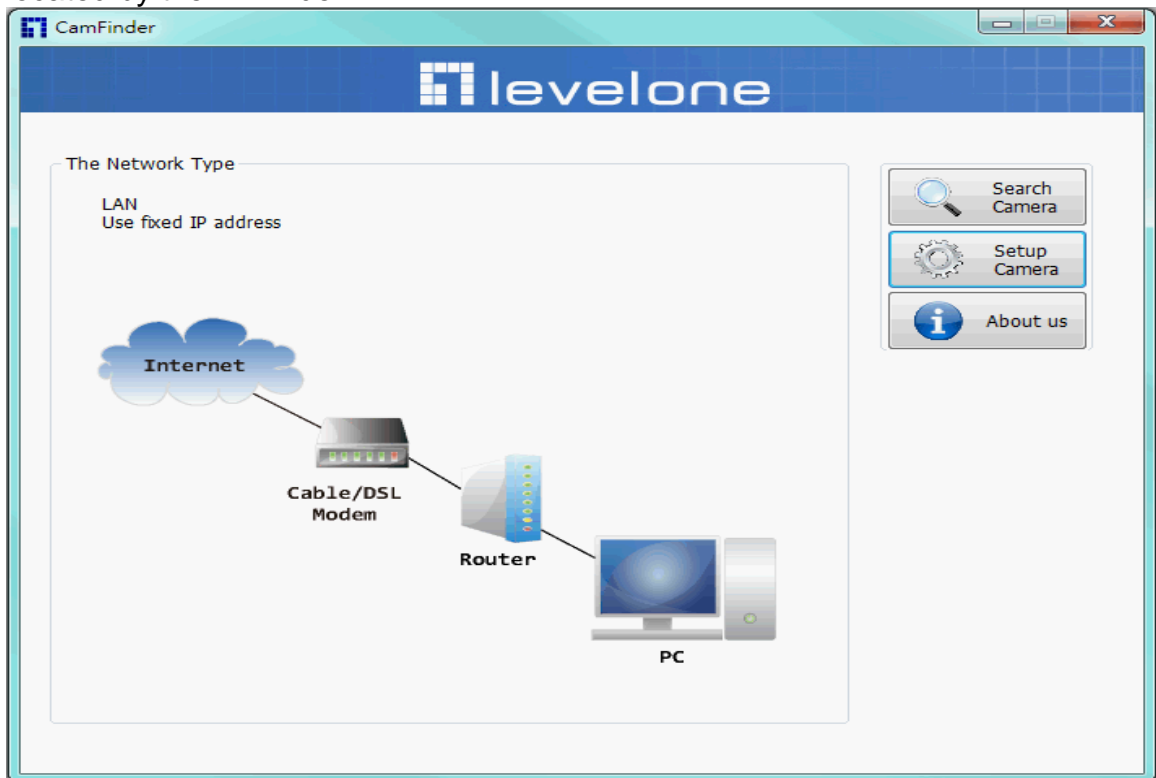 CamFinder
levelone
The Network Type
LAN
Use fixed IP address
Internet
Cable/DSL
Modem
Router
PC
Search
Camera
Setup
Camera
About us